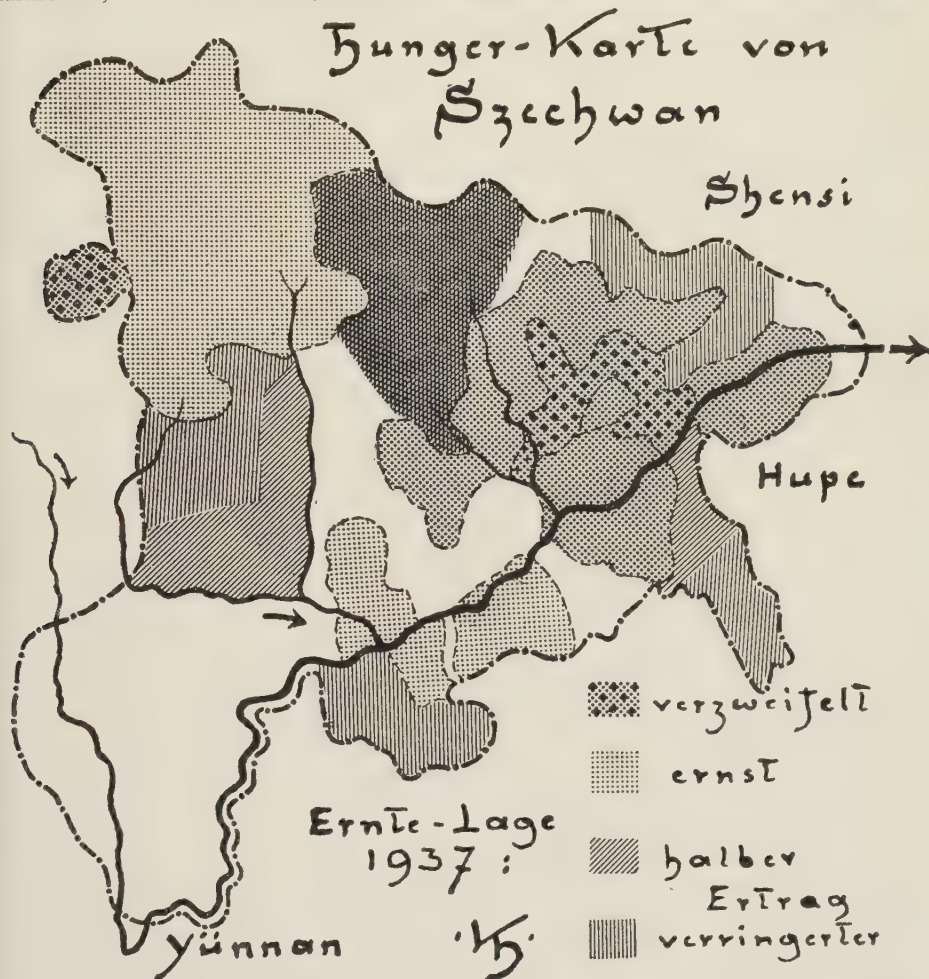 Hunger-Karte von
Szechwan
Shensi
Hupe
verzweifelt
ernst
Ernte-Lage
1937:
halber
Ertrag
verringerter
Yünnan